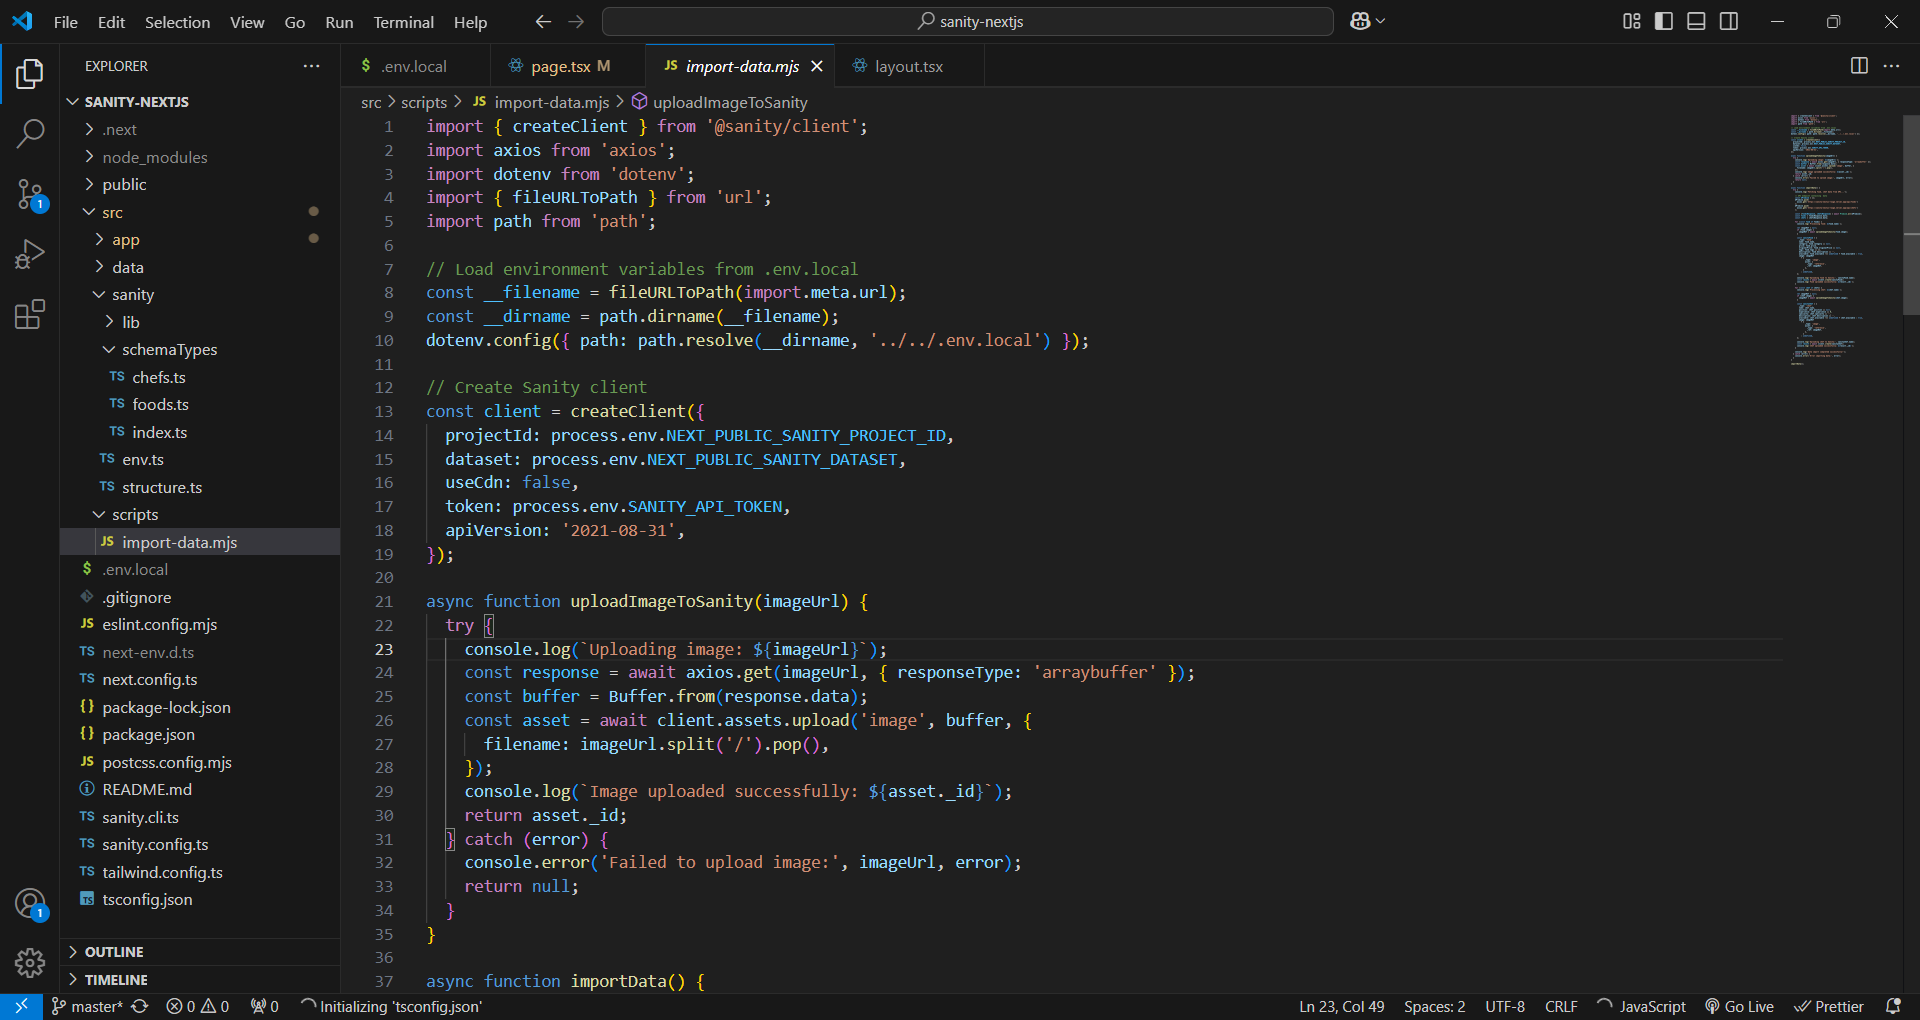 File Edit Selection View Go Run Terminal Help
sanity-nextjs
EXPLORER
SANITY-NEXTJS
.next
node_modules
public
src
app
data
sanity
lib
schemaTypes
TS chefs.ts
TS foods.ts
TS index.ts
TS env.ts
TS structure.ts
scripts
JS import-data.mjs
$ .env.local
.gitignore
JS eslint.config.mjs
TS next-env.d.ts
TS next.config.ts
{} package-lock.json
{} package.json
JS postcss.config.mjs
README.md
TS sanity.cli.ts
TS sanity.config.ts
TS tailwind.config.ts
TS tsconfig.json
OUTLINE
TIMELINE
1
1
$ .env.local
page.tsx M
JS import-data.mjs
layout.tsx
src > scripts > JS import-data.mjs > uploadImageToSanity
1 import { createClient } from '@sanity/client';
2 import axios from 'axios';
3 import dotenv from 'dotenv';
4 import { fileURLToPath } from 'url';
5 import path from 'path';
6
7 // Load environment variables from .env.local
8 const __filename = fileURLToPath(import.meta.url);
9 const __dirname = path.dirname(__filename);
10 dotenv.config({ path: path.resolve(__dirname, '../../.env.local') });
11
12 // Create Sanity client
13 const client = createClient({
14 projectId: process.env.NEXT_PUBLIC_SANITY_PROJECT_ID,
15 dataset: process.env.NEXT_PUBLIC_SANITY_DATASET,
16 useCdn: false,
17 token: process.env.SANITY_API_TOKEN,
18 apiVersion: '2021-08-31',
19 });
20
21 async function uploadImageToSanity(imageUrl) {
22 try {
23 console.log(`Uploading image: ${imageUrl}`);
24 const response = await axios.get(imageUrl, { responseType: 'arraybuffer' });
25 const buffer = Buffer.from(response.data);
26 const asset = await client.assets.upload('image', buffer, {
27 filename: imageUrl.split('/').pop(),
28 });
29 console.log(`Image uploaded successfully: ${asset._id}`);
30 return asset._id;
31 } catch (error) {
32 console.error('Failed to upload image:', imageUrl, error);
33 return null;
34 }
35 }
36
37 async function importData() {
master* 0 0 0 Initializing 'tsconfig.json'
Ln 23, Col 49 Spaces: 2 UTF-8 CRLF JavaScript Go Live Prettier